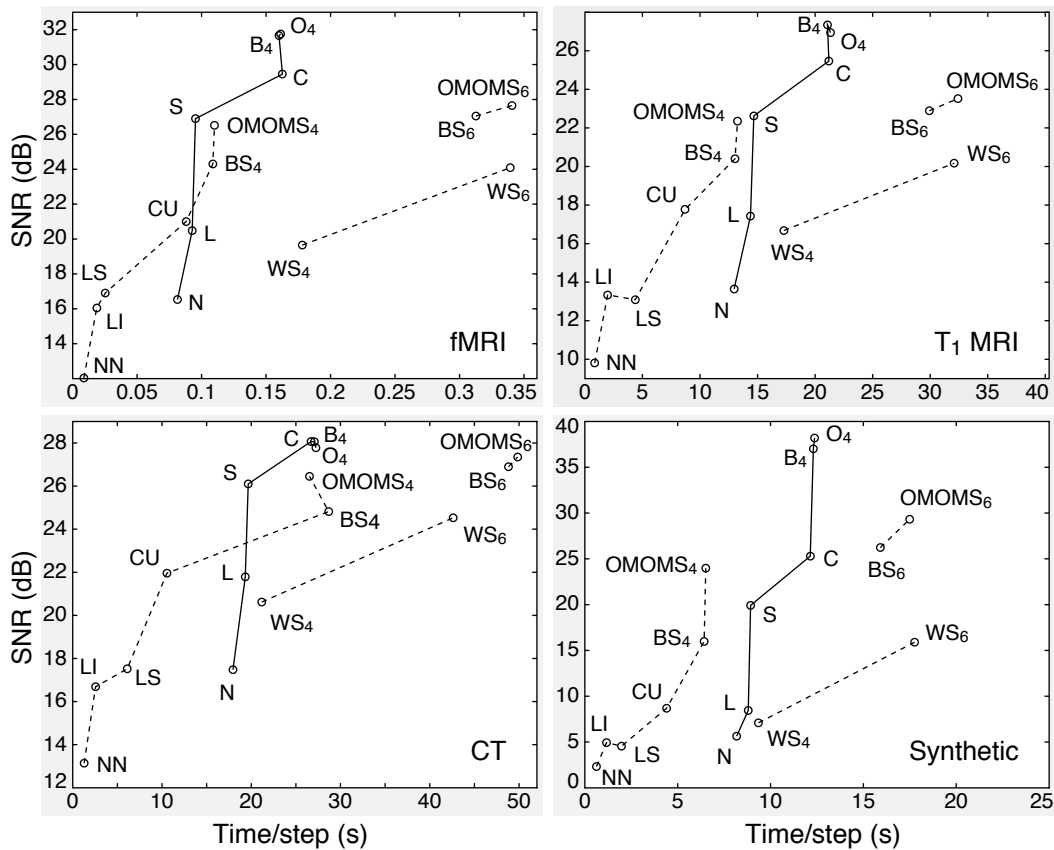 SNR (dB)
32
30
28
26
24
22
20
18
16
14
0
0.05
0.1
0.15
0.2
0.25
0.3
0.35
O4
B4
C
S
OMOMS4
BS4
CU
L
LS
LI
N
NN
WS4
OMOMS6
BS6
WS6
fMRI
26
24
22
20
18
16
14
12
10
0
5
10
15
20
25
30
35
40
B4
O4
C
OMOMS4
S
BS4
CU
L
LI
LS
N
NN
WS4
OMOMS6
BS6
WS6
T1 MRI
SNR (dB)
28
26
24
22
20
18
16
14
13
12
0
10
20
30
40
50
C
B4
O4
S
OMOMS4
BS4
CU
L
LI
LS
N
NN
WS4
OMOMS6
BS6
WS6
CT
Time/step (s)
40
35
30
25
20
15
10
5
0
0
5
10
15
20
25
O4
B4
C
OMOMS4
S
BS4
CU
L
LI
LS
N
NN
WS4
OMOMS6
BS6
WS6
Synthetic
Time/step (s)